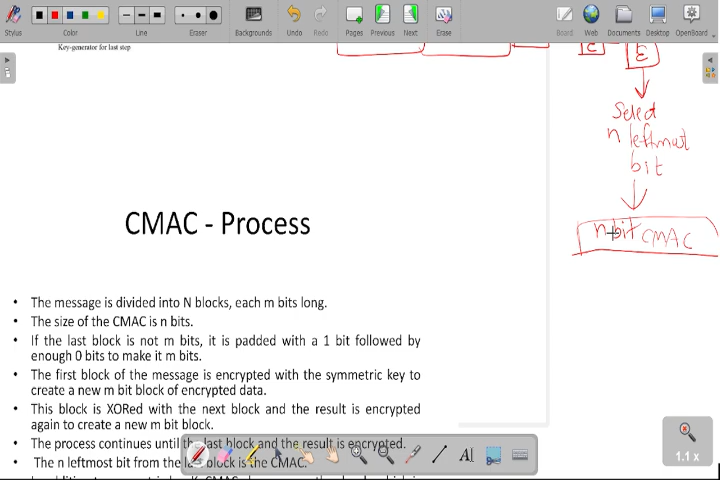 Stylus
Color
Line
Eraser
Backgrounds
Undo
Redo
Pages
Previous
Next
Erase
Board
Web
Documents
Desktop
OpenBoard
Key-generator for last step
E
E
Select
n leftmost
bit
n-bit CMAC
CMAC - Process
• The message is divided into N blocks, each m bits long.
• The size of the CMAC is n bits.
• If the last block is not m bits, it is padded with a 1 bit followed by
enough 0 bits to make it m bits.
• The first block of the message is encrypted with the symmetric key to
create a new m bit block of encrypted data.
• This block is XORed with the next block and the result is encrypted
again to create a new m bit block.
• The process continues until the last block and the result is encrypted.
• The n leftmost bit from the last block is the CMAC.
1.1 x